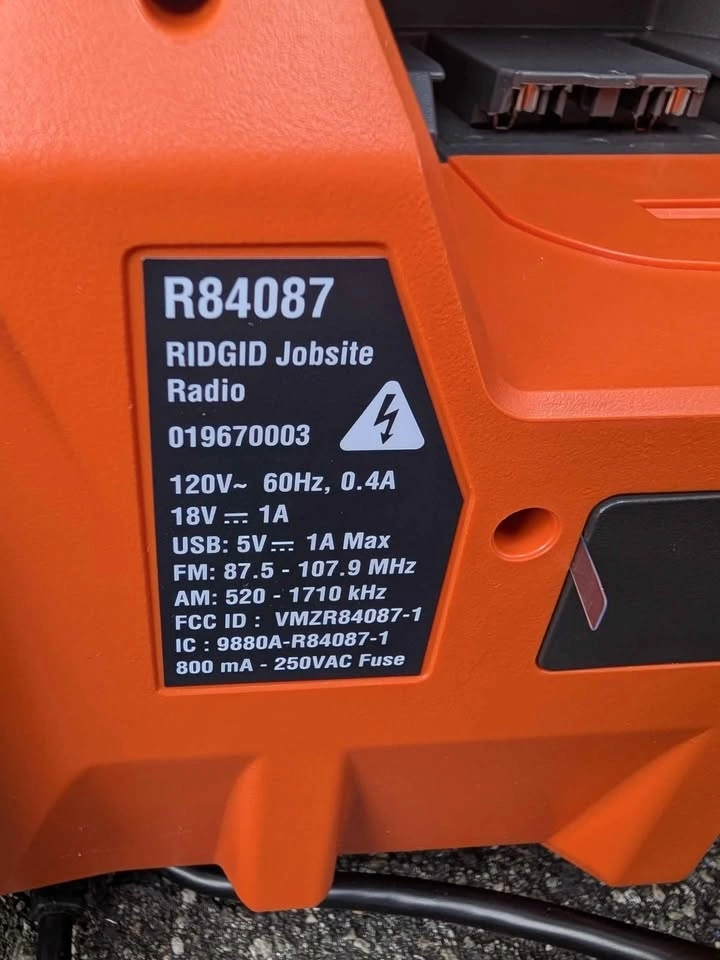 R84087
RIDGID Jobsite
Radio
019670003
120V~ 60Hz, 0.4A
18V ⎓ 1A
USB: 5V⎓ 1A Max
FM: 87.5 - 107.9 MHz
AM: 520 - 1710 kHz
FCC ID : VMZR84087-1
IC : 9880A-R84087-1
800 mA - 250VAC Fuse